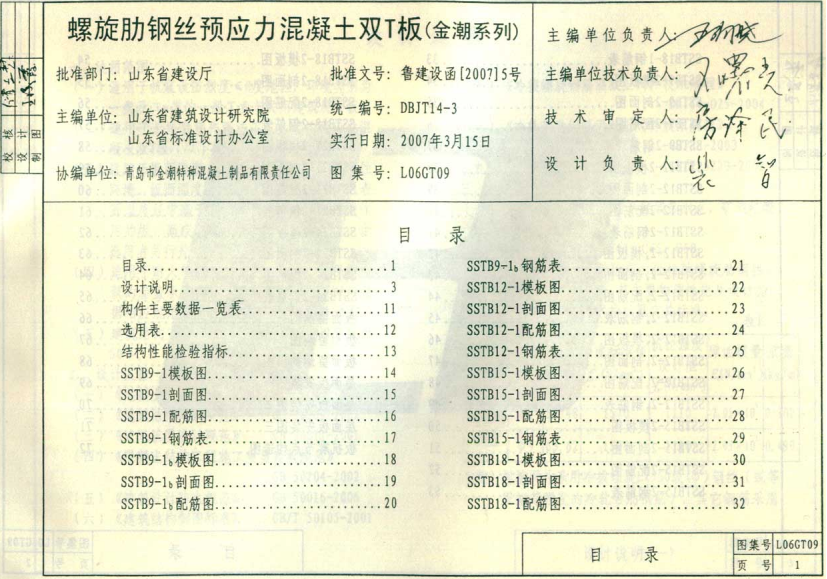 螺旋肋钢丝预应力混凝土双T板(金潮系列)
批准部门: 山东省建设厅 批准文号: 鲁建设函[2007]5号
主编单位: 山东省建筑设计研究院 统一编号: DBJT14-3
山东省标准设计办公室 实行日期: 2007年3月15日
协编单位: 青岛市金潮特种混凝土制品有限责任公司 图集号: L06GT09
主编单位负责人:
主编单位技术负责人:
技术审定人:
设计负责人:
校核
设计
制图
目 录
目录 1
设计说明 3
构件主要数据一览表 11
选用表 12
结构性能检验指标 13
SSTB9-1模板图 14
SSTB9-1剖面图 15
SSTB9-1配筋图 16
SSTB9-1钢筋表 17
SSTB9-1b模板图 18
SSTB9-1b剖面图 19
SSTB9-1b配筋图 20
SSTB9-1b钢筋表 21
SSTB12-1模板图 22
SSTB12-1剖面图 23
SSTB12-1配筋图 24
SSTB12-1钢筋表 25
SSTB15-1模板图 26
SSTB15-1剖面图 27
SSTB15-1配筋图 28
SSTB15-1钢筋表 29
SSTB18-1模板图 30
SSTB18-1剖面图 31
SSTB18-1配筋图 32
目 录
图集号 L06GT09
页 号 1